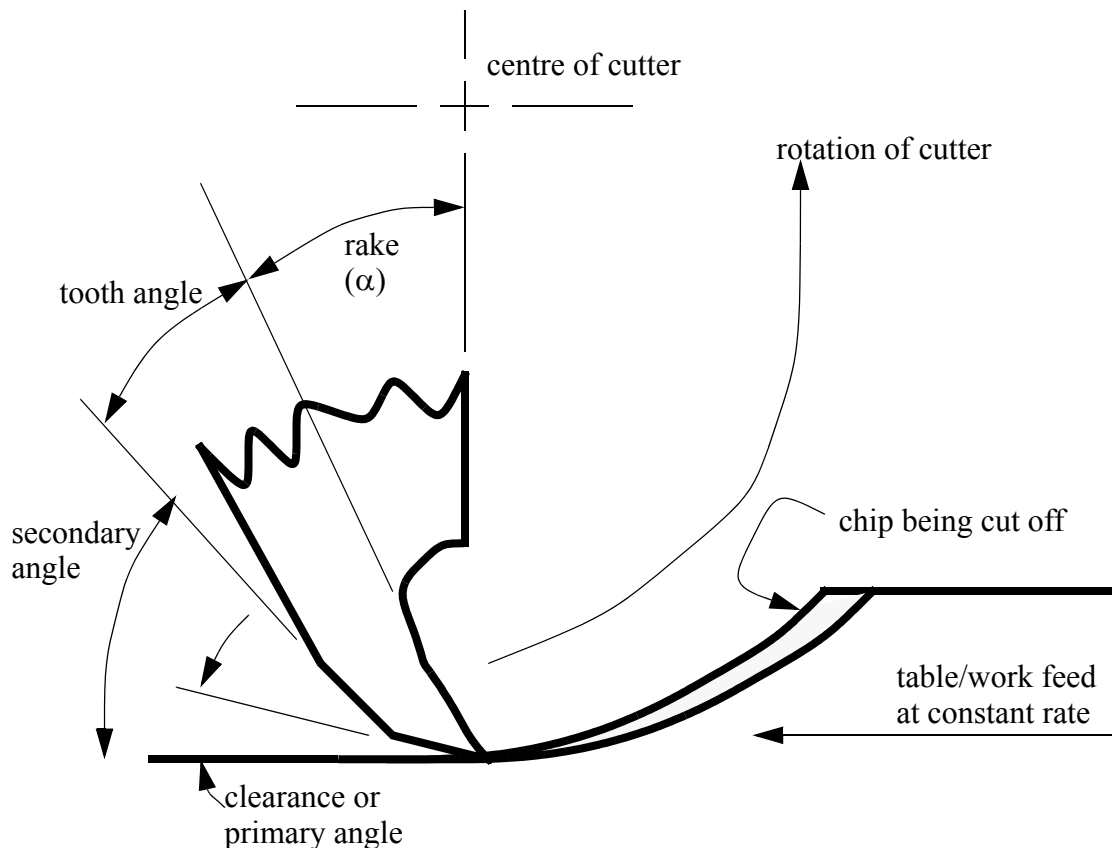 centre of cutter
rotation of cutter
rake
(α)
tooth angle
secondary
angle
chip being cut off
table/work feed
at constant rate
clearance or
primary angle